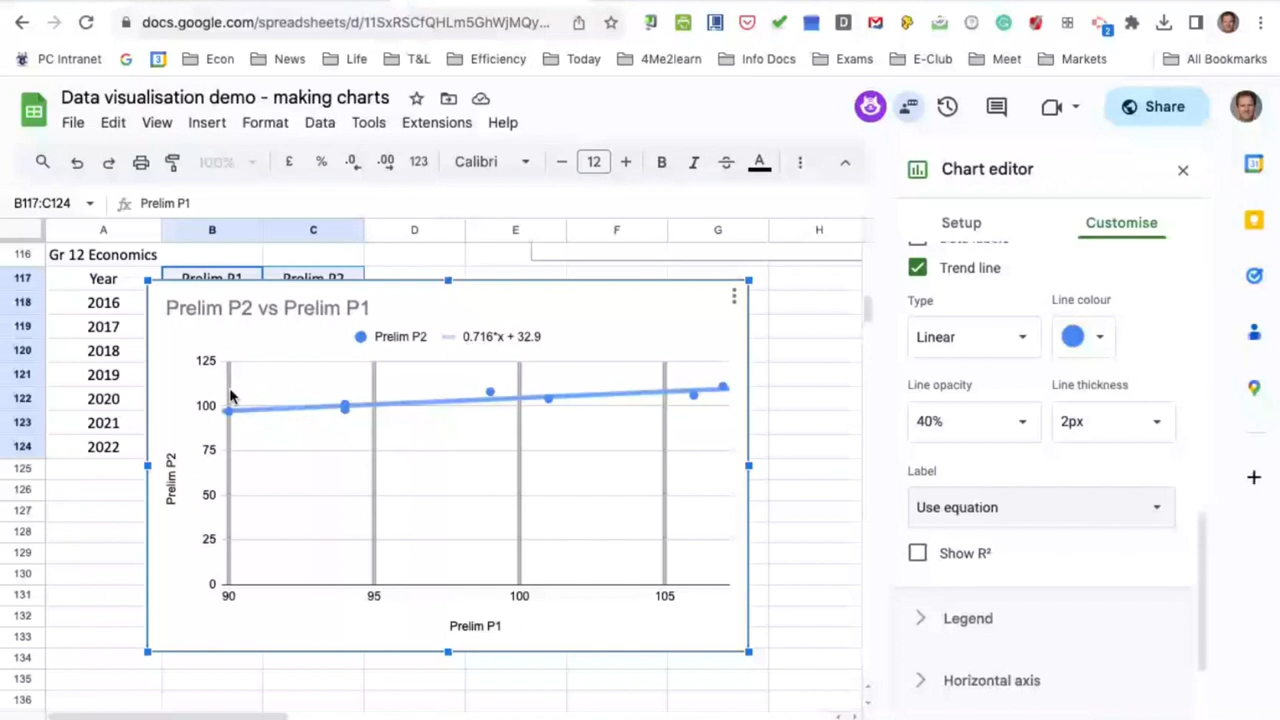 docs.google.com/spreadsheets/d/11SxRSCfQHLm5GhWjMQy...
PC Intranet Econ News Life T&L Efficiency Today 4Me2learn Info Docs Exams E-Club Meet Markets All Bookmarks
Data visualisation demo - making charts
Share
File Edit View Insert Format Data Tools Extensions Help
100% £ % .0 .00 123 Calibri 12 B I A
B117:C124 fx Prelim P1
Chart editor
Setup Customise
A B C D E F G H
116 Gr 12 Economics
117 Year Prelim P1 Prelim P2
118 2016
119 2017
120 2018
121 2019
122 2020
123 2021
124 2022
125
126
127
128
129
130
131
132
133
134
135
136
Prelim P2 vs Prelim P1
Prelim P2 0.716*x + 32.9
125
100
75
50
25
0
Prelim P2
90 95 100 105
Prelim P1
Trend line
Type Line colour
Linear
Line opacity Line thickness
40% 2px
Label
Use equation
Show R²
Legend
Horizontal axis